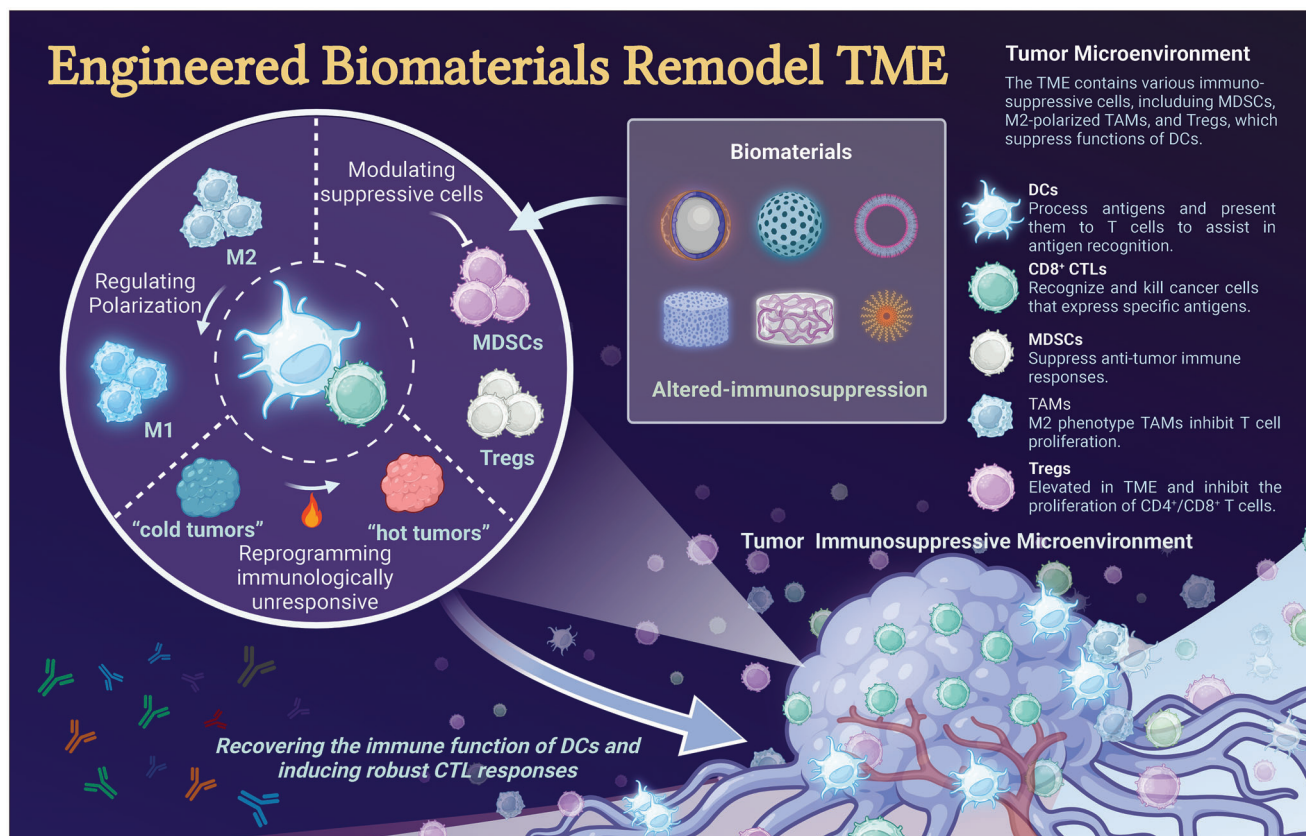 Engineered Biomaterials Remodel TME
Tumor Microenvironment
The TME contains various immuno-
suppressive cells, incluuding MDSCs,
M2-polarized TAMs, and Tregs, which
suppress functions of DCs.
Modulating
suppressive cells
M2
Regulating
Polarization
M1
MDSCs
Tregs
"cold tumors"
"hot tumors"
Reprogramming
immunologically
unresponsive
Biomaterials
Altered-immunosuppression
DCs
Process antigens and present
them to T cells to assist in
antigen recognition.
CD8⁺ CTLs
Recognize and kill cancer cells
that express specific antigens.
MDSCs
Suppress anti-tumor immune
responses.
TAMs
M2 phenotype TAMs inhibit T cell
proliferation.
Tregs
Elevated in TME and inhibit the
proliferation of CD4⁺/CD8⁺ T cells.
Tumor Immunosuppressive Microenvironment
Recovering the immune function of DCs and
inducing robust CTL responses